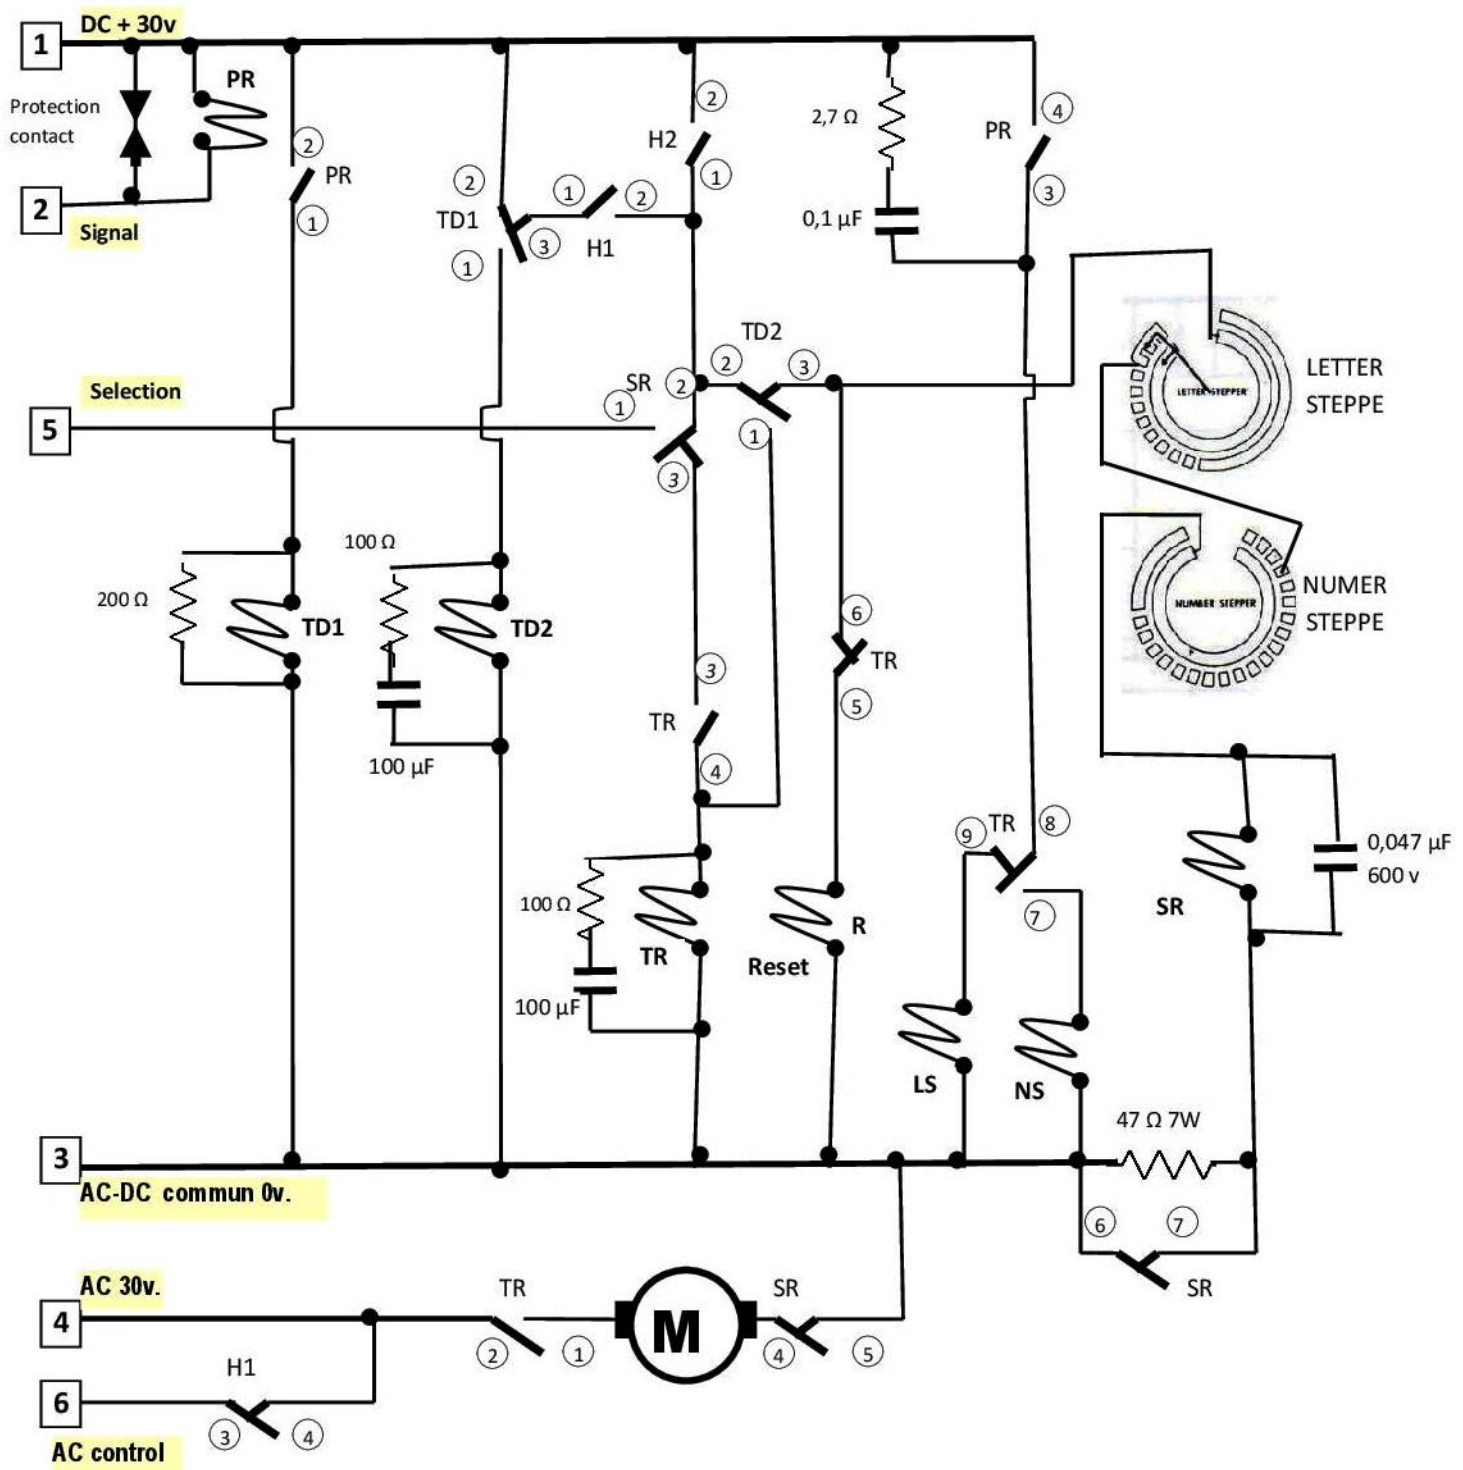 DC + 30v
1
PR
Protection
contact
2
Signal
2
PR
1
2
TD1
3
1
1
2
H1
2
H2
1
2,7 Ω
0,1 µF
4
PR
3
TD2
2
3
1
Selection
5
SR
1
2
3
LETTER STEPPER
LETTER
STEPPE
NUMBER STEPPER
NUMER
STEPPE
200 Ω
TD1
100 Ω
TD2
100 µF
3
TR
4
6
TR
5
100 Ω
TR
100 µF
R
Reset
9
TR
8
7
LS
NS
SR
0,047 µF
600 v
47 Ω 7W
3
AC-DC commun 0v.
6
7
SR
AC 30v.
4
TR
2
1
M
SR
4
5
H1
6
3
4
AC control